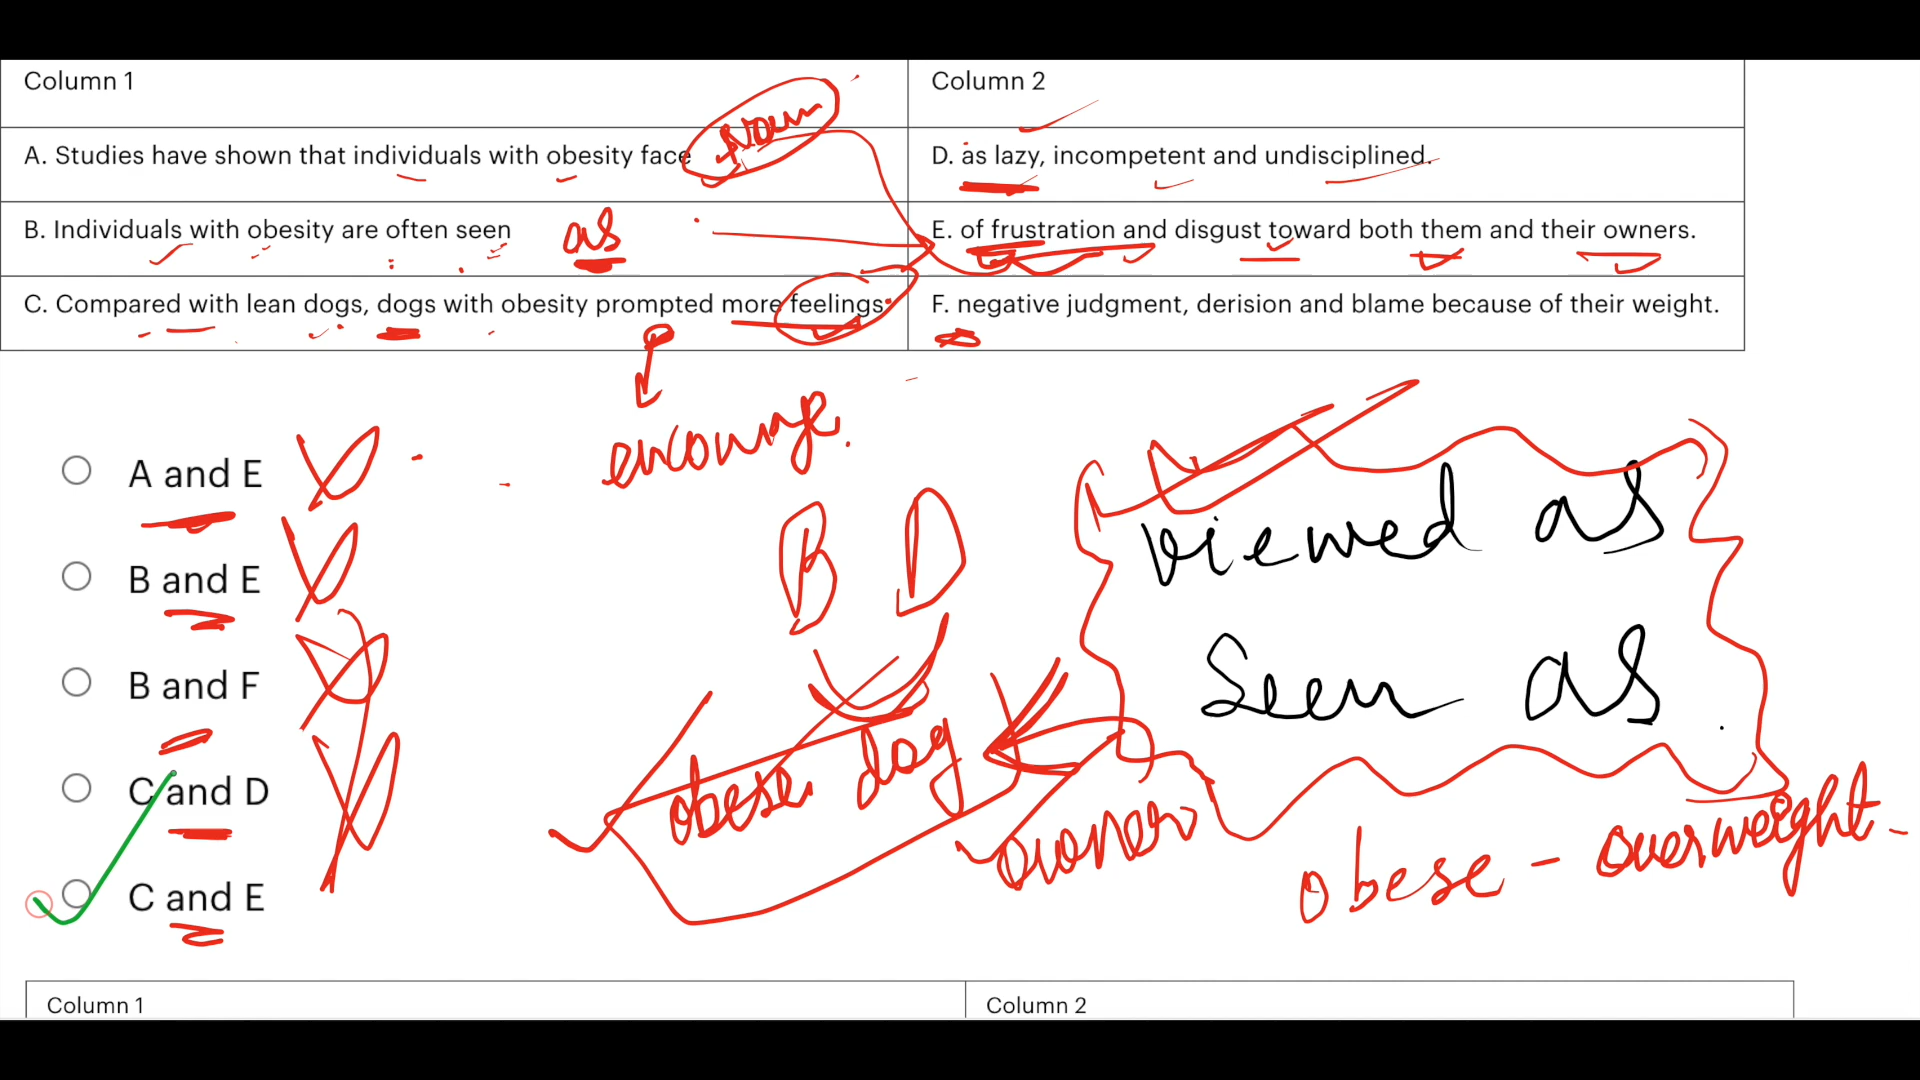 Column 1
Column 2
Noun
A. Studies have shown that individuals with obesity face
D. as lazy, incompetent and undisciplined.
B. Individuals with obesity are often seen
as
E. of frustration and disgust toward both them and their owners.
C. Compared with lean dogs, dogs with obesity prompted more feelings
F. negative judgment, derision and blame because of their weight.
encourage.
A and E
B and E
B and F
C and D
C and E
B D
viewed as
Seen as
obese dog
owner
obese - overweight -
Column 1
Column 2